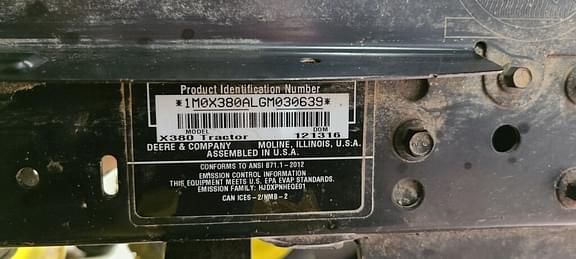 Product Identification Number
*1M0X380ALGM030639*
MODEL DOM
X380 Tractor 121316
DEERE & COMPANY MOLINE, ILLINOIS, U.S.A.
ASSEMBLED IN U.S.A.
CONFORMS TO ANSI B71.1-2012
EMISSION CONTROL INFORMATION
THIS EQUIPMENT MEETS U.S. EPA EVAP STANDARDS.
EMISSION FAMILY: HJDXPNHEQE01
CAN ICES-2/NMB-2